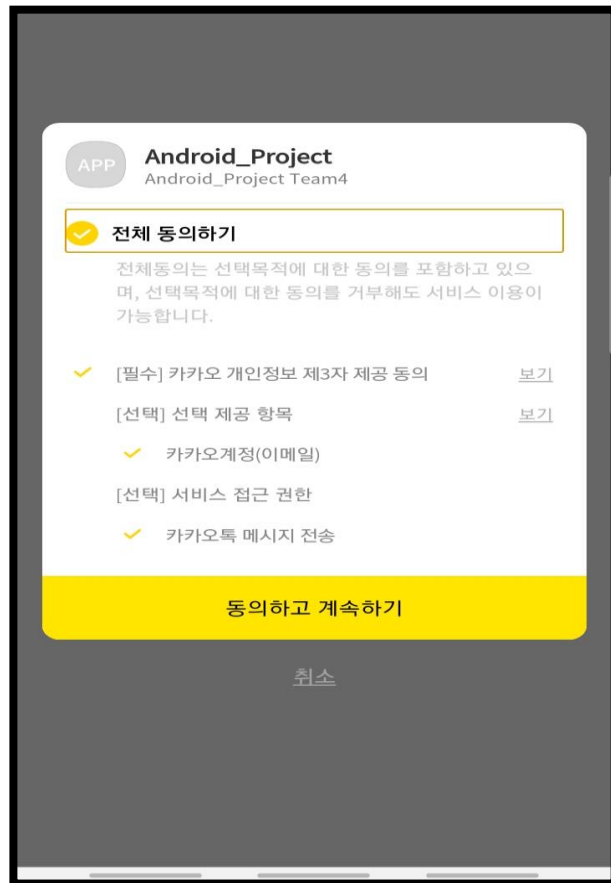 APP
Android_Project
Android_Project Team4
전체 동의하기
전체동의는 선택목적에 대한 동의를 포함하고 있으
며, 선택목적에 대한 동의를 거부해도 서비스 이용이
가능합니다.
[필수] 카카오 개인정보 제3자 제공 동의 보기
[선택] 선택 제공 항목 보기
카카오계정(이메일)
[선택] 서비스 접근 권한
카카오톡 메시지 전송
동의하고 계속하기
취소